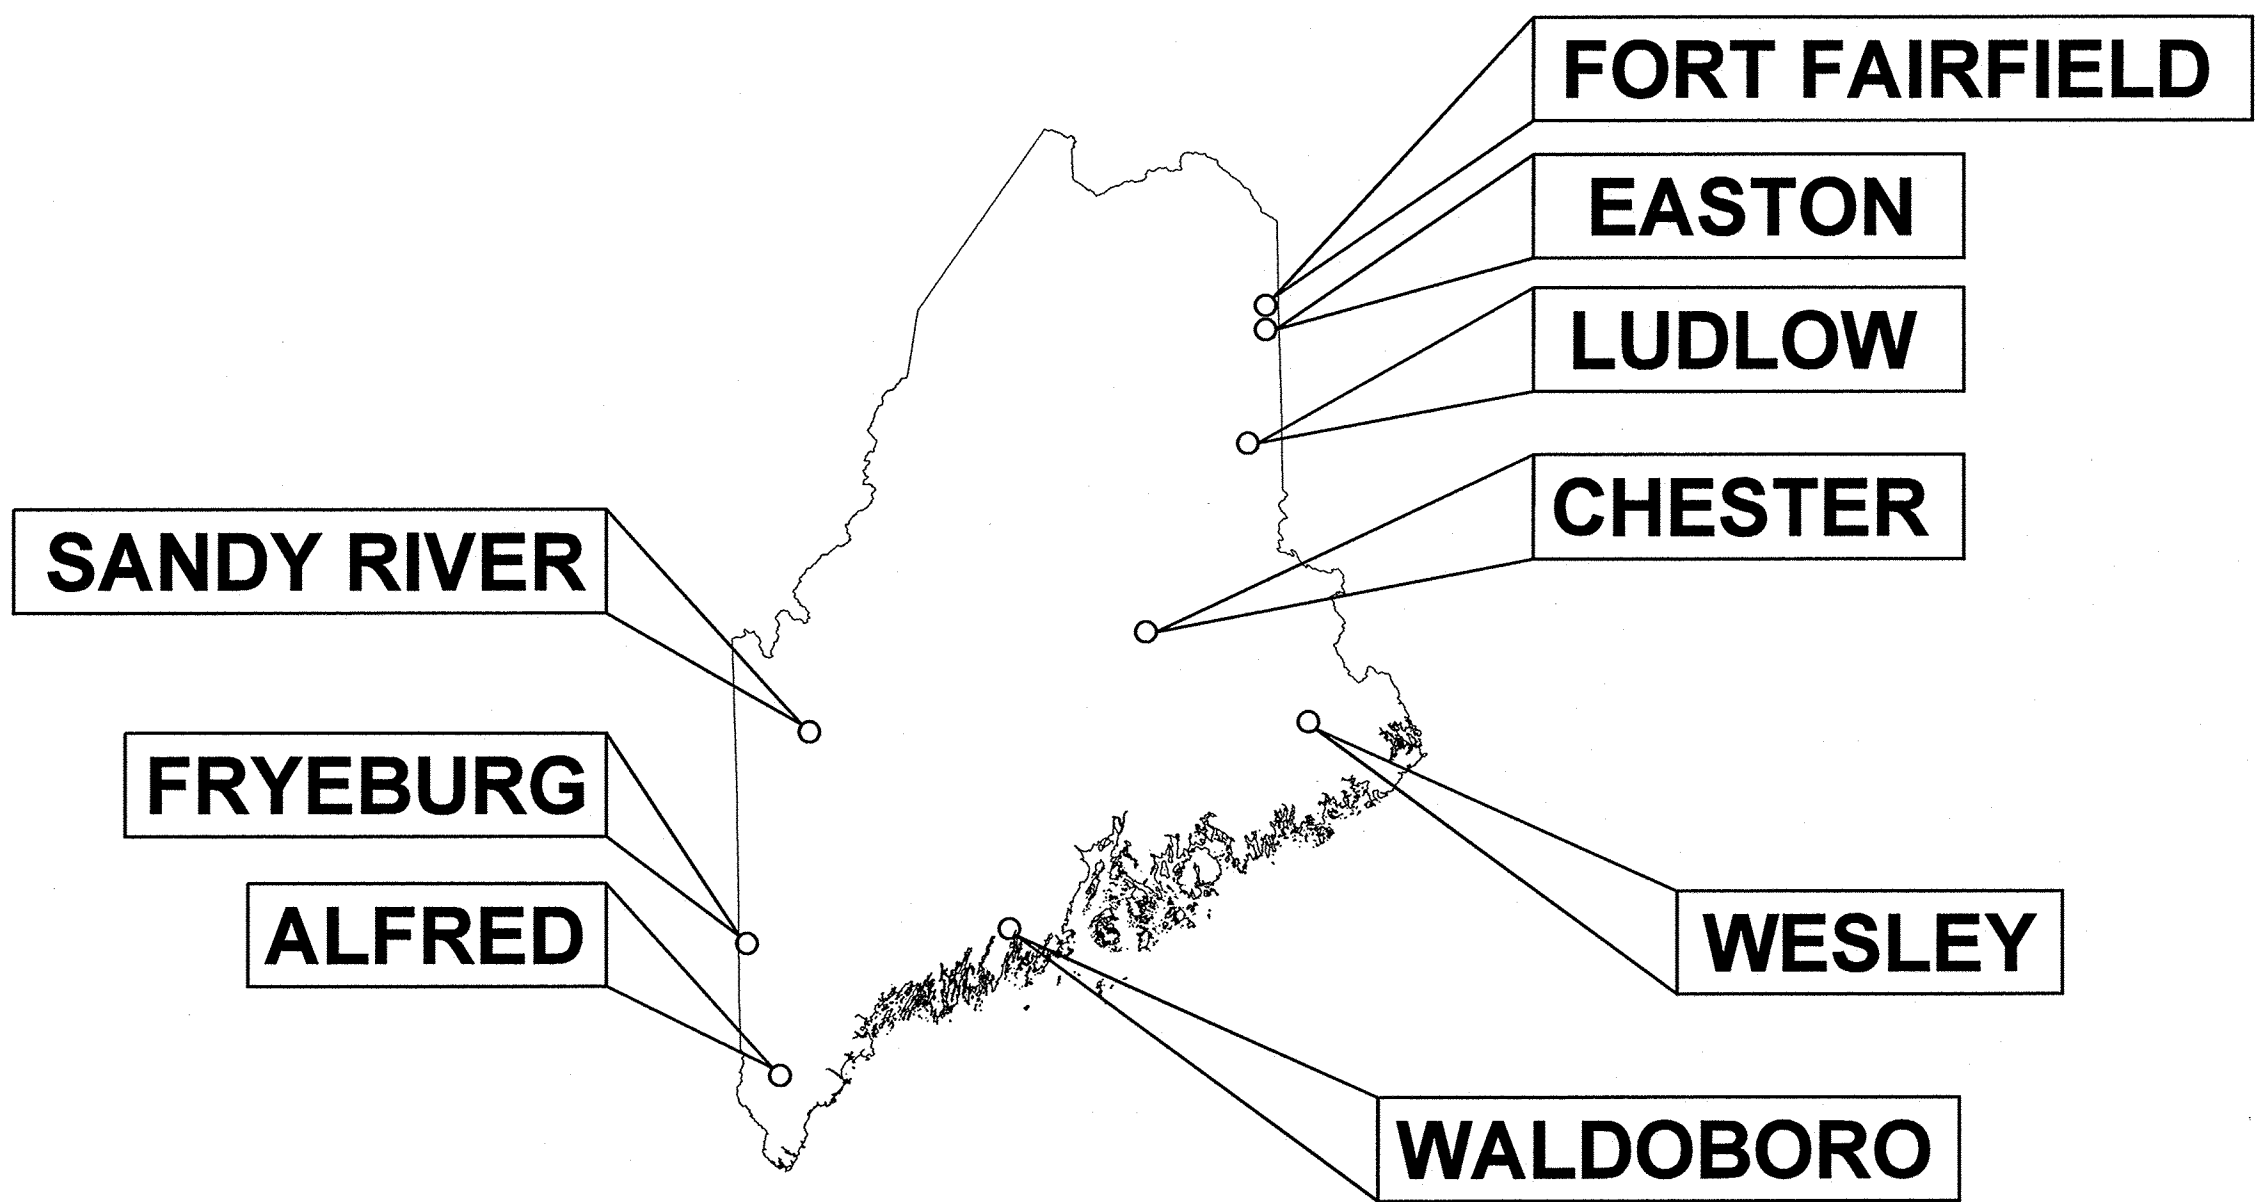 FORT FAIRFIELD
EASTON
LUDLOW
CHESTER
SANDY RIVER
FRYEBURG
ALFRED
WESLEY
WALDOBORO